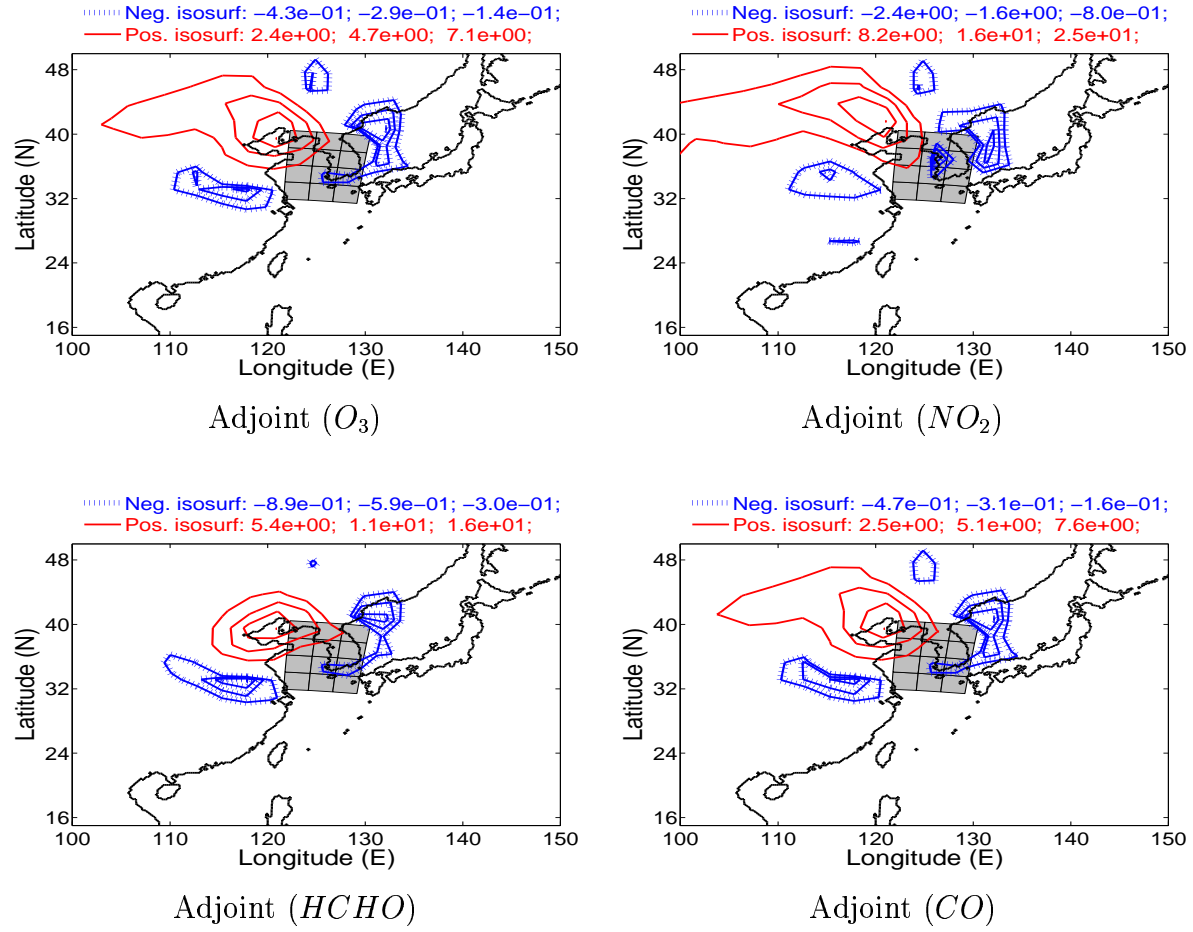 Neg. isosurf: −4.3e−01; −2.9e−01; −1.4e−01;
Pos. isosurf: 2.4e+00; 4.7e+00; 7.1e+00;
48
40
32
24
16
Latitude (N)
100 110 120 130 140 150
Longitude (E)
Adjoint (O₃)
Neg. isosurf: −2.4e+00; −1.6e+00; −8.0e−01;
Pos. isosurf: 8.2e+00; 1.6e+01; 2.5e+01;
48
40
32
24
16
Latitude (N)
100 110 120 130 140 150
Longitude (E)
Adjoint (NO₂)
Neg. isosurf: −8.9e−01; −5.9e−01; −3.0e−01;
Pos. isosurf: 5.4e+00; 1.1e+01; 1.6e+01;
48
40
32
24
16
Latitude (N)
100 110 120 130 140 150
Longitude (E)
Adjoint (HCHO)
Neg. isosurf: −4.7e−01; −3.1e−01; −1.6e−01;
Pos. isosurf: 2.5e+00; 5.1e+00; 7.6e+00;
48
40
32
24
16
Latitude (N)
100 110 120 130 140 150
Longitude (E)
Adjoint (CO)